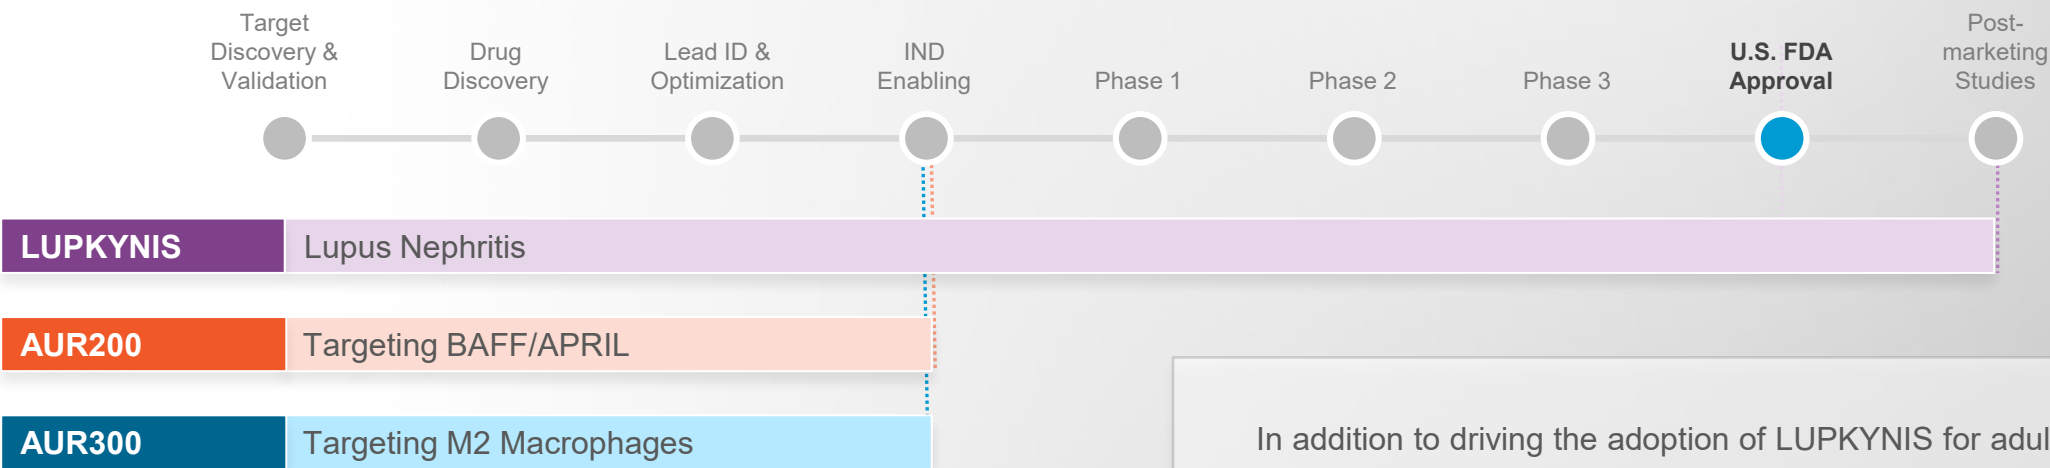 Target
Discovery &
Validation
Drug
Discovery
Lead ID &
Optimization
IND
Enabling
Phase 1
Phase 2
Phase 3
U.S. FDA
Approval
Post-
marketing
Studies
LUPKYNIS
Lupus Nephritis
AUR200
Targeting BAFF/APRIL
AUR300
Targeting M2 Macrophages
In addition to driving the adoption of LUPKYNIS for adul